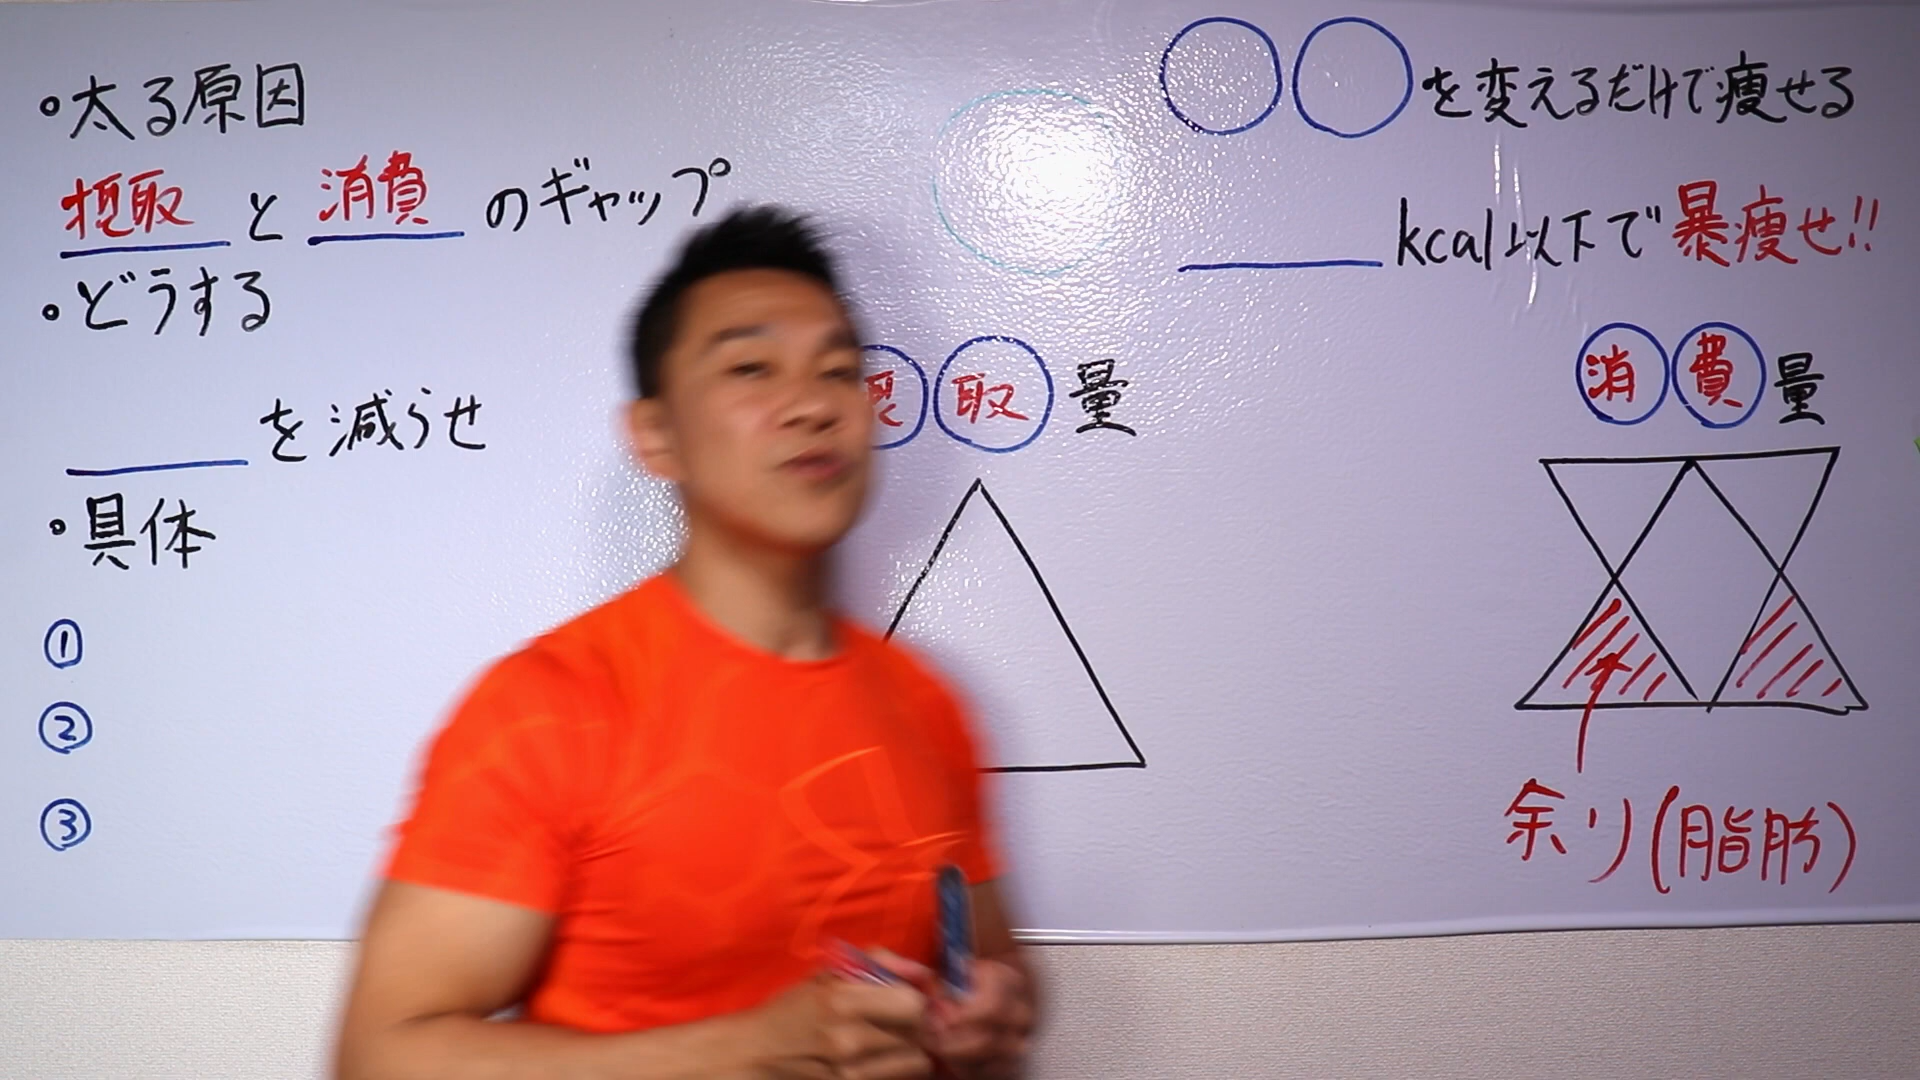 ・太る原因
摂取と消費のギャップ
・どうする
を減らせ
・具体
①
②
③
〇〇を変えるだけで痩せる
kcal以下で暴痩せ!!
取量
消費量
余り(脂肪)